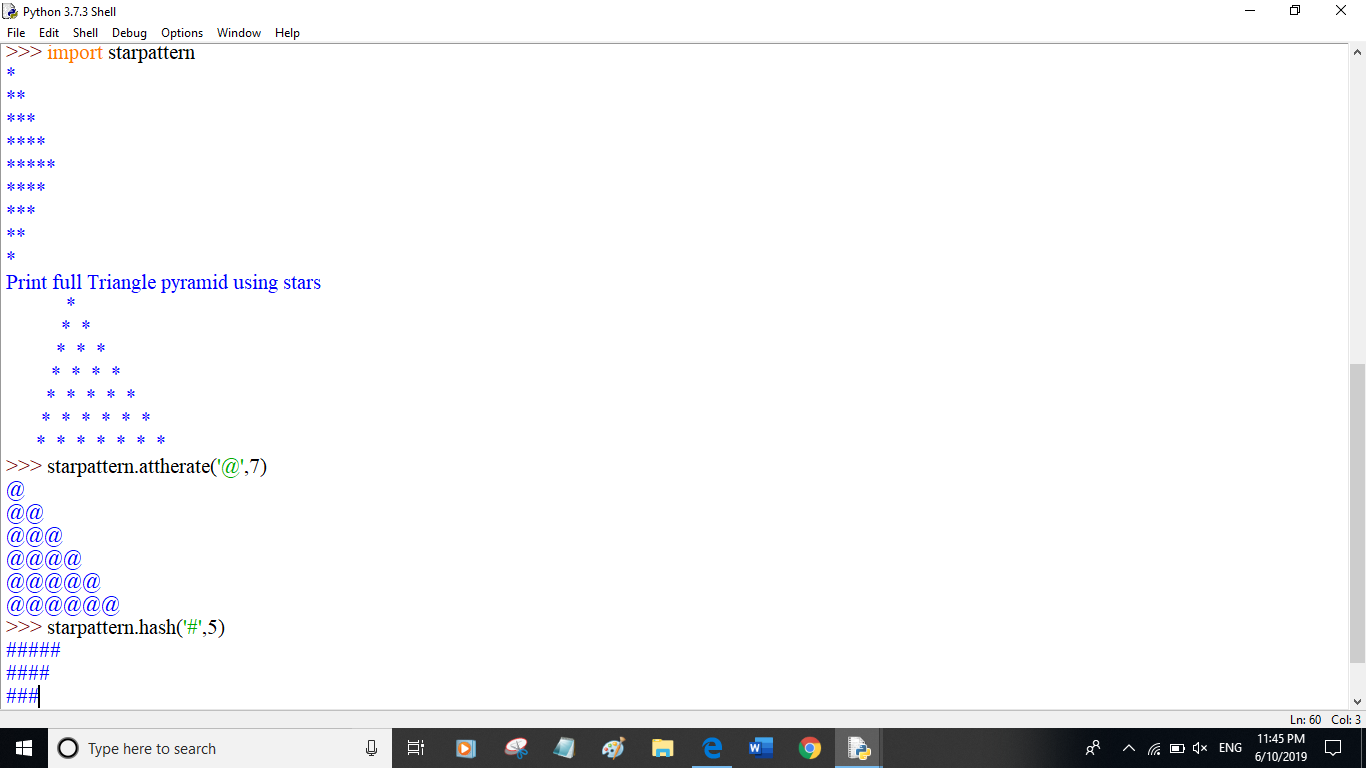 Python 3.7.3 Shell
File Edit Shell Debug Options Window Help
>>> import starpattern
*
**
***
****
*****
****
***
**
*
Print full Triangle pyramid using stars
            *
           *  *
          *  *  *
         *  *  *  *
        *  *  *  *  *
       *  *  *  *  *  *
      *  *  *  *  *  *  *
>>> starpattern.attherate('@',7)
@
@@
@@@
@@@@
@@@@@
@@@@@@
>>> starpattern.hash('#',5)
#####
####
###
Ln: 60 Col: 3
Type here to search
ENG
11:45 PM
6/10/2019